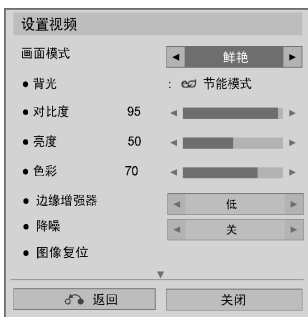 设置视频
画面模式 ◄ 鲜艳 ►
● 背光 : 节能模式
● 对比度 95
● 亮度 50
● 色彩 70
● 边缘增强器 ◄ 低 ►
● 降噪 ◄ 关 ►
● 图像复位
返回 关闭